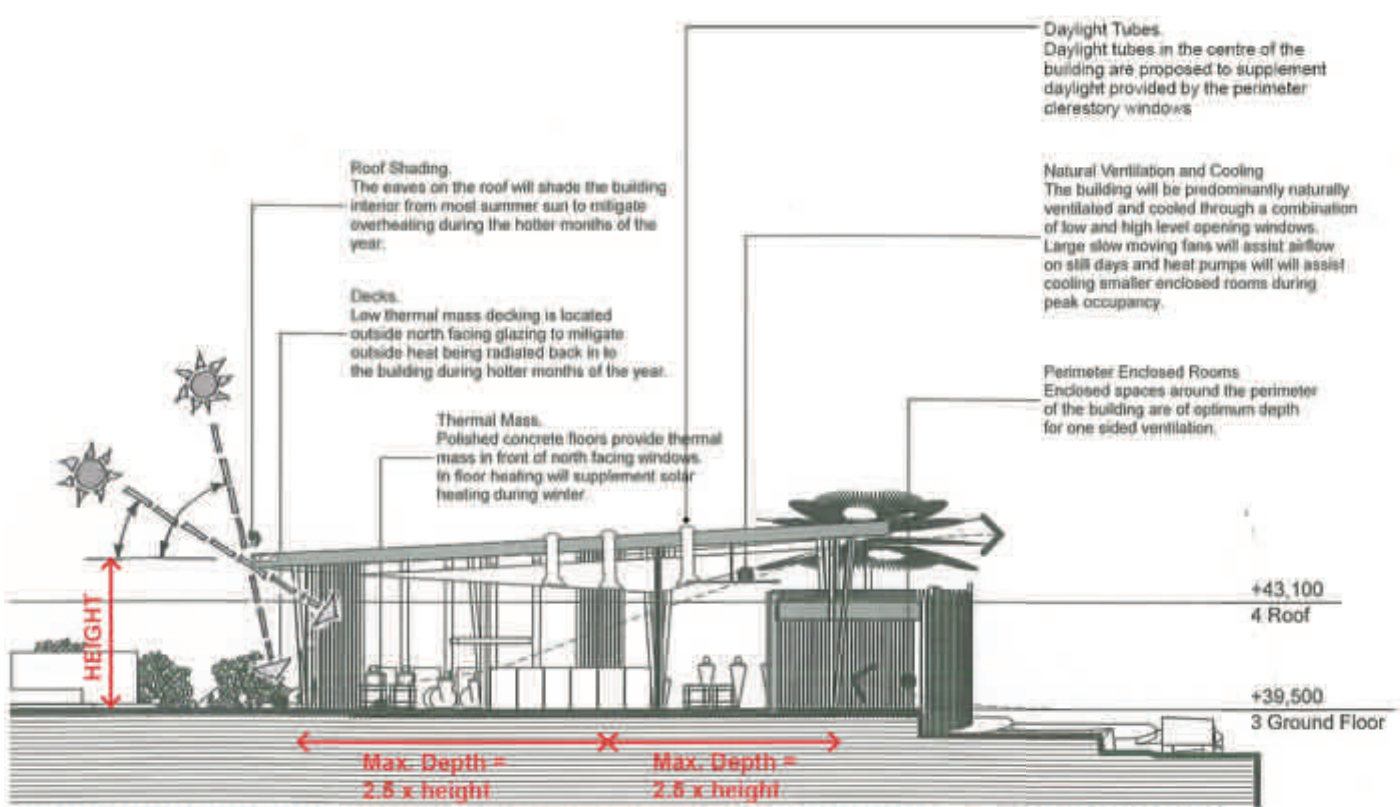 Daylight Tubes.
Daylight tubes in the centre of the
building are proposed to supplement
daylight provided by the perimeter
clerestory windows
Roof Shading.
The eaves on the roof will shade the building
interior from most summer sun to mitigate
overheating during the hotter months of the
year.
Natural Ventilation and Cooling
The building will be predominantly naturally
ventilated and cooled through a combination
of low and high level opening windows.
Large slow moving fans will assist airflow
on still days and heat pumps will will assist
cooling smaller enclosed rooms during
peak occupancy.
Decks.
Low thermal mass decking is located
outside north facing glazing to mitigate
outside heat being radiated back in to
the building during hotter months of the year.
Perimeter Enclosed Rooms
Enclosed spaces around the perimeter
of the building are of optimum depth
for one sided ventilation.
Thermal Mass.
Polished concrete floors provide thermal
mass in front of north facing windows.
In floor heating will supplement solar
heating during winter
HEIGHT
+43,100
4 Roof
+39,500
3 Ground Floor
Max. Depth =
2.5 x height
Max. Depth =
2.5 x height